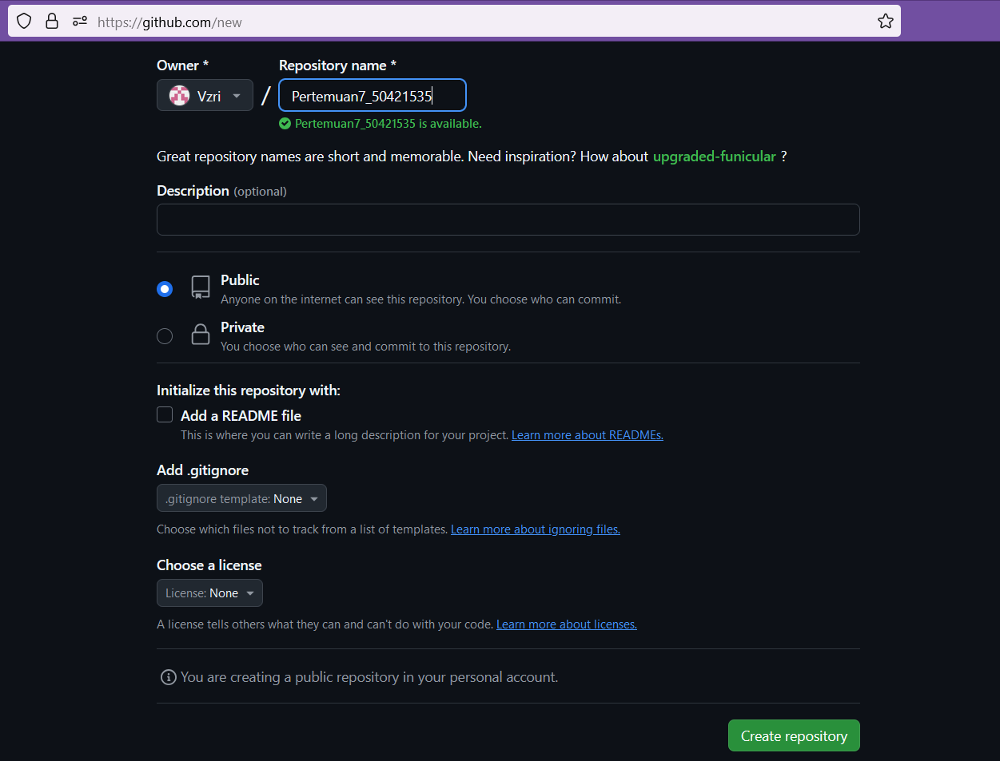 https://github.com/new
Owner * Repository name *
Vzri / Pertemuan7_50421535
Pertemuan7_50421535 is available.
Great repository names are short and memorable. Need inspiration? How about upgraded-funicular ?
Description (optional)
Public
Anyone on the internet can see this repository. You choose who can commit.
Private
You choose who can see and commit to this repository.
Initialize this repository with:
Add a README file
This is where you can write a long description for your project. Learn more about READMEs.
Add .gitignore
.gitignore template: None
Choose which files not to track from a list of templates. Learn more about ignoring files.
Choose a license
License: None
A license tells others what they can and can't do with your code. Learn more about licenses.
You are creating a public repository in your personal account.
Create repository